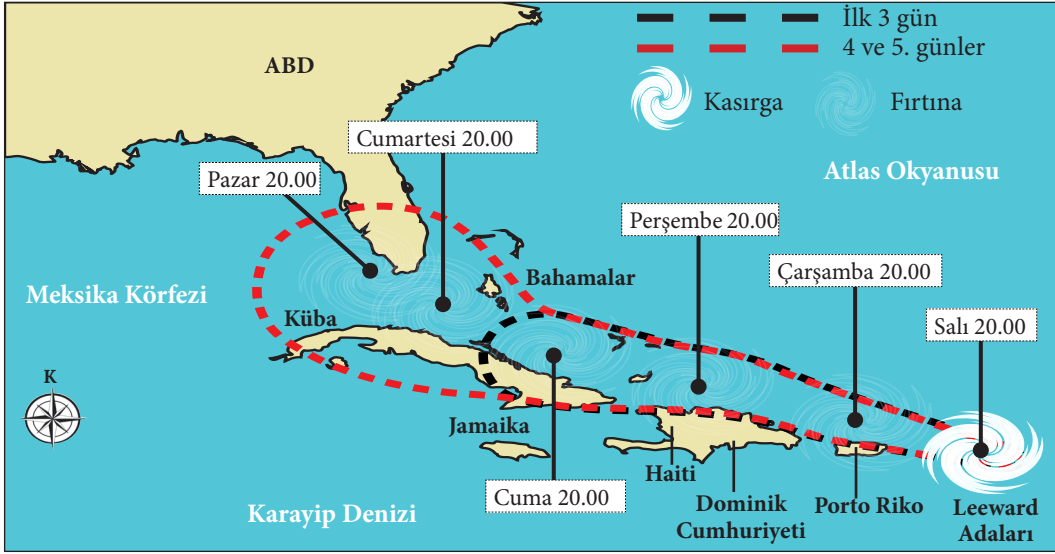 İlk 3 gün
4 ve 5. günler
Kasırga
Fırtına
ABD
Cumartesi 20.00
Pazar 20.00
Atlas Okyanusu
Perşembe 20.00
Çarşamba 20.00
Bahamalar
Meksika Körfezi
Küba
Salı 20.00
K
Jamaika
Haiti
Cuma 20.00
Dominik
Cumhuriyeti
Porto Riko
Leeward
Adaları
Karayip Denizi